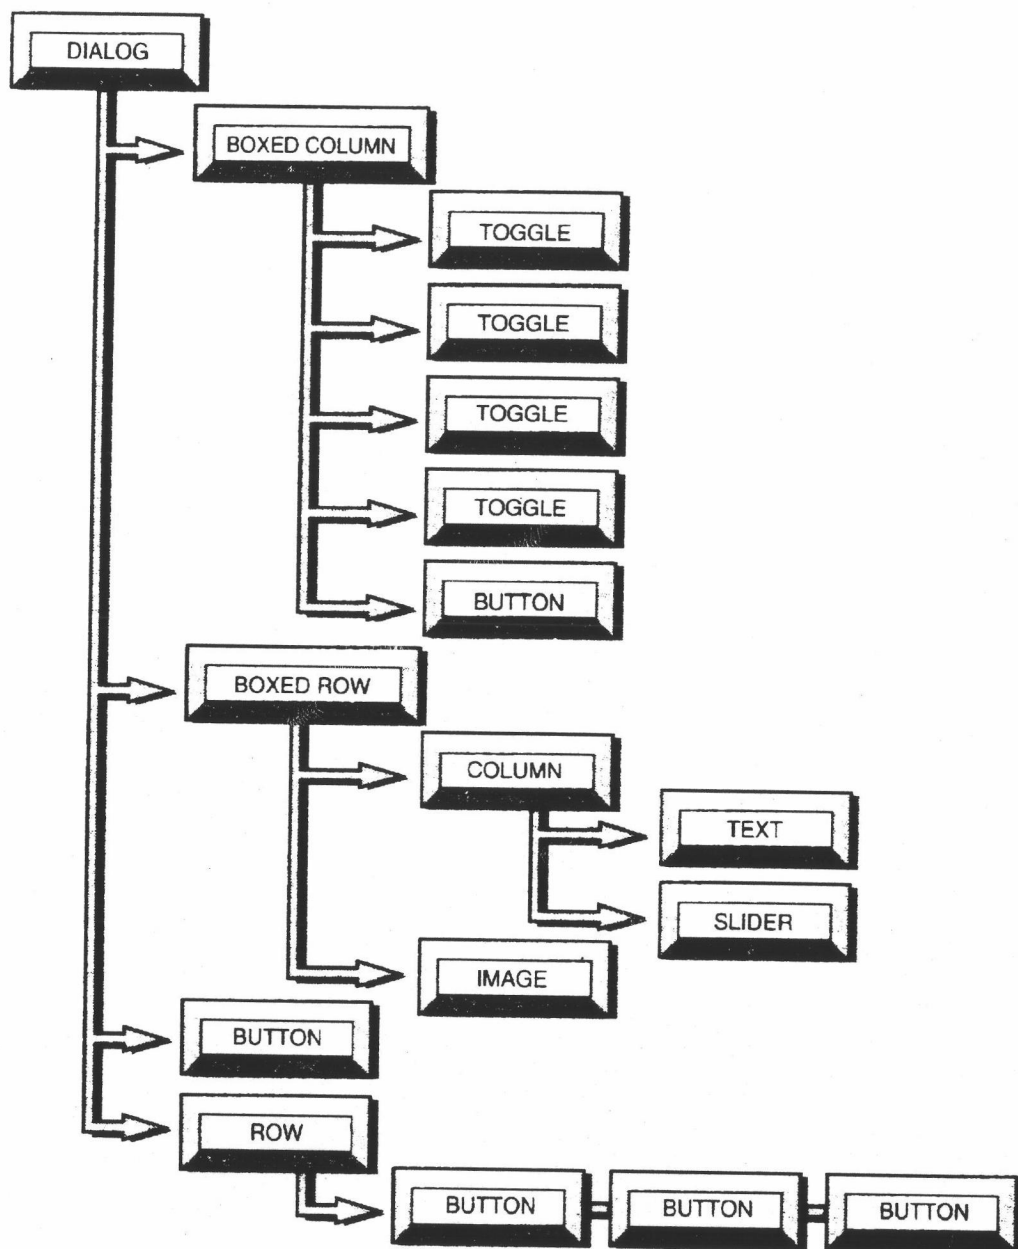 DIALOG
BOXED COLUMN
TOGGLE
TOGGLE
TOGGLE
TOGGLE
BUTTON
BOXED ROW
COLUMN
TEXT
SLIDER
IMAGE
BUTTON
ROW
BUTTON BUTTON BUTTON